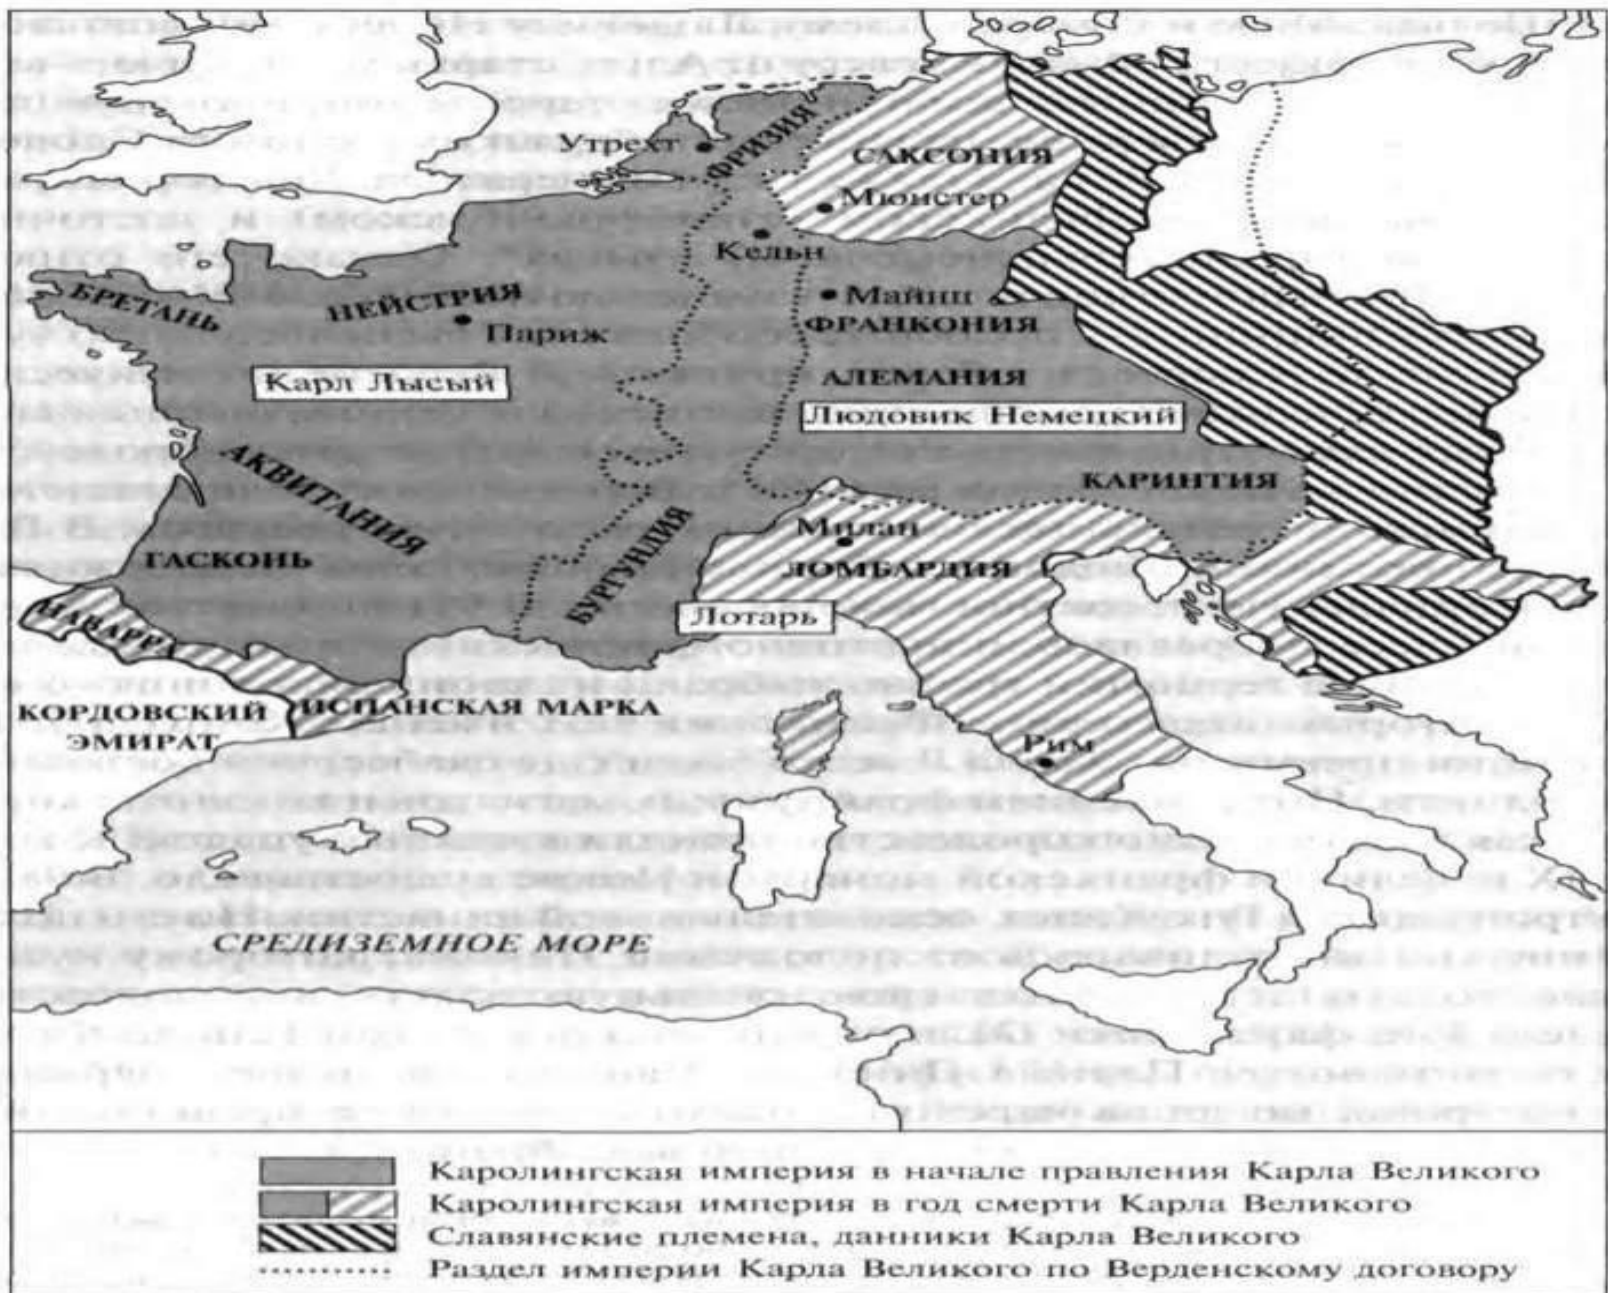 Утрехт
ФРИЗИЯ
САКСОНИЯ
Мюнстер
Кельн
БРЕТАНЬ
НЕЙСТРИЯ
Париж
Майнц
ФРАНКОНИЯ
Карл Лысый
АЛЕМАНИЯ
Людовик Немецкий
АКВИТАНИЯ
КАРИНТИЯ
ГАСКОНЬ
БУРГУНДИЯ
Милан
ЛОМБАРДИЯ
НАВАРРА
Лотарь
КОРДОВСКИЙ
ЭМИРАТ
ИСПАНСКАЯ МАРКА
Рим
СРЕДИЗЕМНОЕ МОРЕ
Каролингская империя в начале правления Карла Великого
Каролингская империя в год смерти Карла Великого
Славянские племена, данники Карла Великого
Раздел империи Карла Великого по Верденскому договору